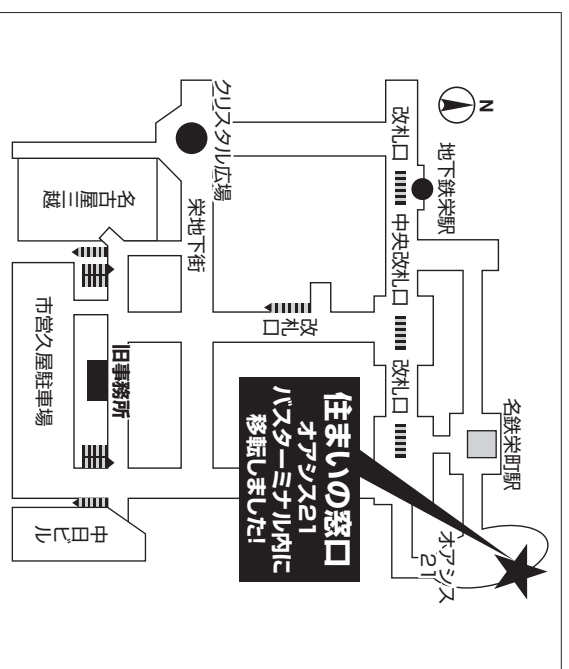 N
地下鉄栄駅
改札口
中央改札口
改札口
名鉄栄町駅
オアシス
21
クリスタル広場
栄地下街
改札口
住まいの窓口
オアシス21
バスターミナル内に
移転しました!
名古屋三越
旧事務所
市営久屋駐車場
中日ビル